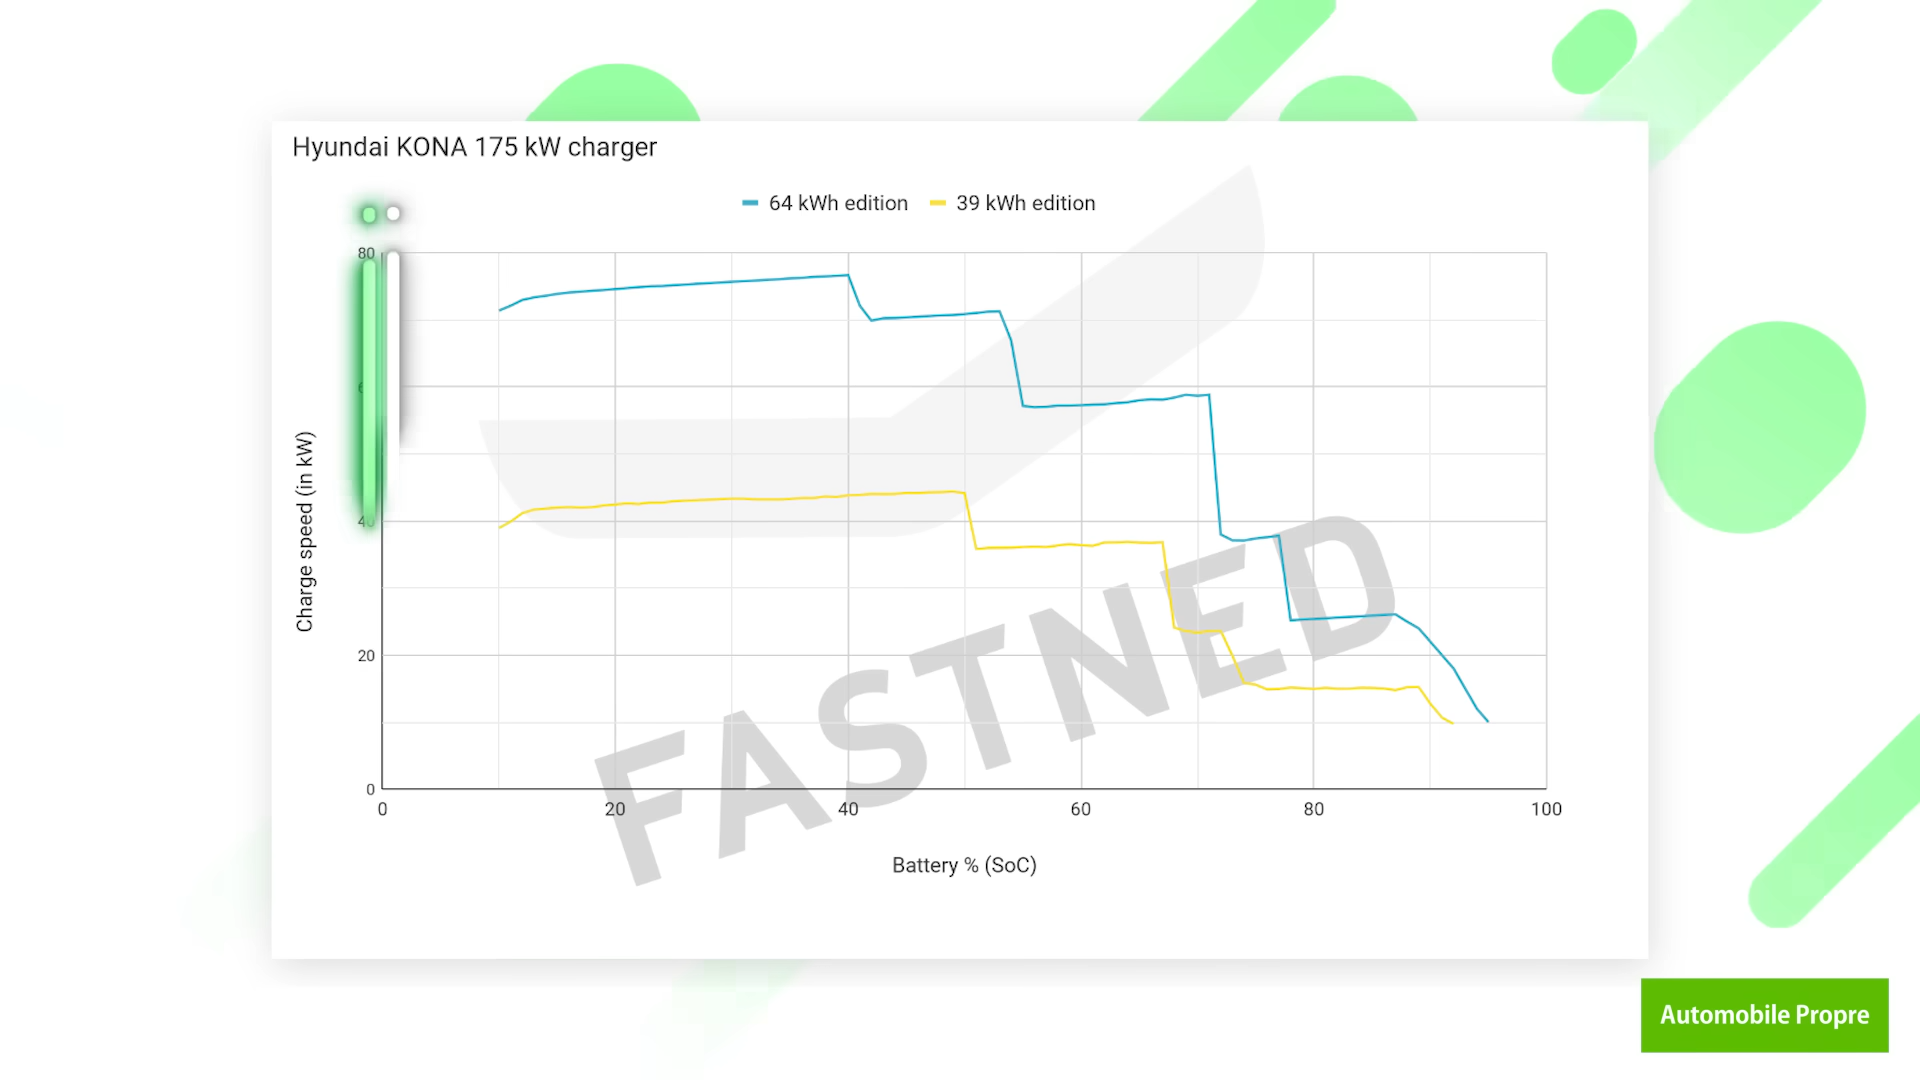 Hyundai KONA 175 kW charger
64 kWh edition 39 kWh edition
80
40
20
0
0 20 40 60 80 100
Charge speed (in kW)
Battery % (SoC)
FASTNED
Automobile Propre